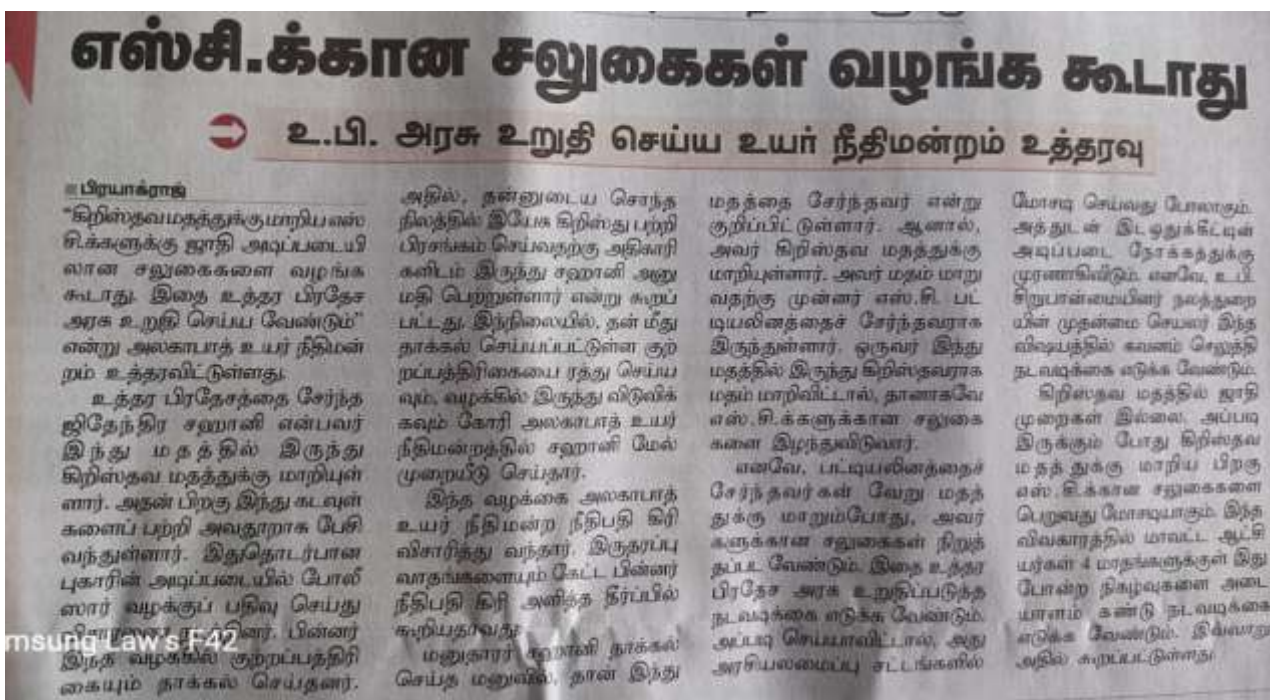 எஸ்சி.க்கான சலுகைகள் வழங்க கூடாது
உ.பி. அரசு உறுதி செய்ய உயர் நீதிமன்றம் உத்தரவு
பிரயாக்ராஜ்
"கிறிஸ்தவ மதத்துக்கு மாறிய எஸ்
சி.க்களுக்கு ஜாதி அடிப்படையி
லான சலுகைகளை வழங்க
கூடாது. இதை உத்தர பிரதேச
அரசு உறுதி செய்ய வேண்டும்"
என்று அலகாபாத் உயர் நீதிமன்
றம் உத்தரவிட்டுள்ளது.
உத்தர பிரதேசத்தை சேர்ந்த
ஜிதேந்திர சஹானி என்பவர்
இந்து மதத்தில் இருந்து
கிறிஸ்தவ மதத்துக்கு மாறியுள்
ளார். அதன் பிறகு இந்து கடவுள்
களைப் பற்றி அவதூறாக பேசி
வந்துள்ளார். இதுதொடர்பான
புகாரின் அடிப்படையில் போலீ
ஸார் வழக்குப் பதிவு செய்து
பின்னர்
msung Law's F42
இந்த வழக்கில் குற்றப்பத்திரி
கையும் தாக்கல் செய்தனர்.
அதில், தன்னுடைய சொந்த
நிலத்தில் இயேசு கிறிஸ்து பற்றி
பிரசங்கம் செய்வதற்கு அதிகாரி
களிடம் இருந்து சஹானி அனு
மதி பெற்றுள்ளார் என்று கூறப்
பட்டது. இந்நிலையில், தன் மீது
தாக்கல் செய்யப்பட்டுள்ள குற்
றப்பத்திரிகையை ரத்து செய்ய
வும், வழக்கில் இருந்து விடுவிக்
கவும் கோரி அலகாபாத் உயர்
நீதிமன்றத்தில் சஹானி மேல்
முறையீடு செய்தார்.
இந்த வழக்கை அலகாபாத்
உயர் நீதிமன்ற நீதிபதி கிரி
விசாரித்து வந்தார். இருதரப்பு
வாதங்களையும் கேட்ட பின்னர்
நீதிபதி கிரி அளித்த தீர்ப்பில்
கூறியதாவது:
மனுதாரர் சஹானி தாக்கல்
செய்த மனுவில், தான் இந்து
மதத்தை சேர்ந்தவர் என்று
குறிப்பிட்டுள்ளார். ஆனால்,
அவர் கிறிஸ்தவ மதத்துக்கு
மாறியுள்ளார். அவர் மதம் மாறு
வதற்கு முன்னர் எஸ்.சி. பட்
டியலினத்தைச் சேர்ந்தவராக
இருந்துள்ளார். ஒருவர் இந்து
மதத்தில் இருந்து கிறிஸ்தவராக
மதம் மாறிவிட்டால், தானாகவே
எஸ்.சி.க்களுக்கான சலுகை
களை இழந்துவிடுவார்.
எனவே, பட்டியலினத்தைச்
சேர்ந்தவர்கள் வேறு மதத்
துக்கு மாறும்போது, அவர்
களுக்கான சலுகைகள் நிறுத்
தப்பட வேண்டும். இதை உத்தர
பிரதேச அரசு உறுதிப்படுத்த
நடவடிக்கை எடுக்க வேண்டும்.
அப்படி செய்யாவிட்டால், அது
அரசியலமைப்பு சட்டங்களில்
மோசடி செய்வது போலாகும்.
அத்துடன் இடஒதுக்கீட்டின்
அடிப்படை நோக்கத்துக்கு
முரணாகிவிடும். எனவே, உ.பி.
சிறுபான்மையினர் நலத்துறை
யின் முதன்மை செயலர் இந்த
விஷயத்தில் கவனம் செலுத்தி
நடவடிக்கை எடுக்க வேண்டும்.
கிறிஸ்தவ மதத்தில் ஜாதி
முறைகள் இல்லை. அப்படி
இருக்கும் போது கிறிஸ்தவ
மதத்துக்கு மாறிய பிறகு
எஸ்.சி.க்கான சலுகைகளை
பெறுவது மோசடியாகும். இந்த
விவகாரத்தில் மாவட்ட ஆட்சி
யர்கள் 4 மாதங்களுக்குள் இது
போன்ற நிகழ்வுகளை அடை
யாளம் கண்டு நடவடிக்கை
எடுக்க வேண்டும். இவ்வாறு
அதில் கூறப்பட்டுள்ளது.